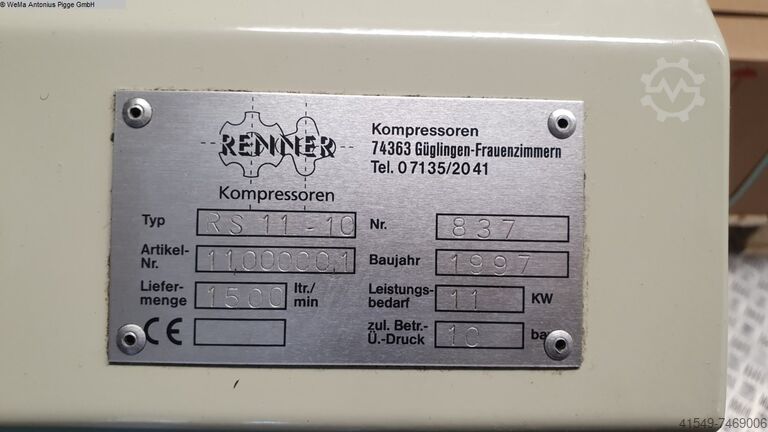 © WeMa Antonius Pigge GmbH
RENNER
Kompressoren
Kompressoren
74363 Güglingen-Frauenzimmern
Tel. 07135/2041
Typ RS 11-10 Nr. 837
Artikel-
Nr. 11,00000,1 Baujahr 1997
Liefer-
menge 1500 ltr./
min Leistungs-
bedarf 11 KW
CE zul. Betr.-
Ü.-Druck 10 bar
41549-7469006